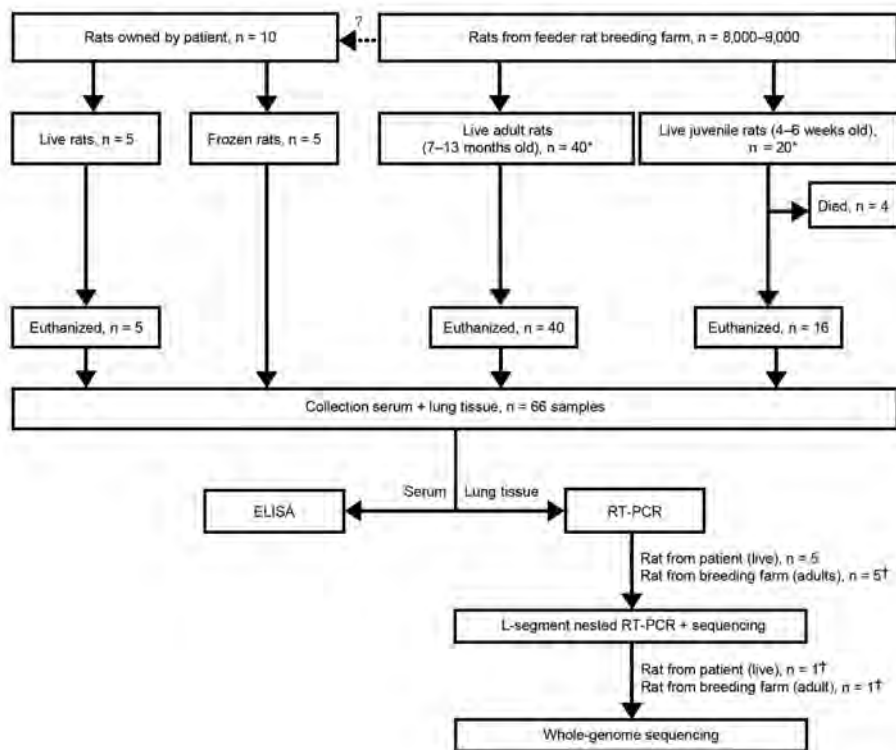 ?
Rats owned by patient, n = 10
Rats from feeder rat breeding farm, n = 8,000–9,000
Live rats, n = 5
Frozen rats, n = 5
Live adult rats
(7–13 months old), n = 40*
Live juvenile rats (4–6 weeks old),
n = 20*
Died, n = 4
Euthanized, n = 5
Euthanized, n = 40
Euthanized, n = 16
Collection serum + lung tissue, n = 66 samples
Serum
Lung tissue
ELISA
RT-PCR
Rat from patient (live), n = 5
Rat from breeding farm (adults), n = 5†
L-segment nested RT-PCR + sequencing
Rat from patient (live), n = 1†
Rat from breeding farm (adult), n = 1†
Whole-genome sequencing